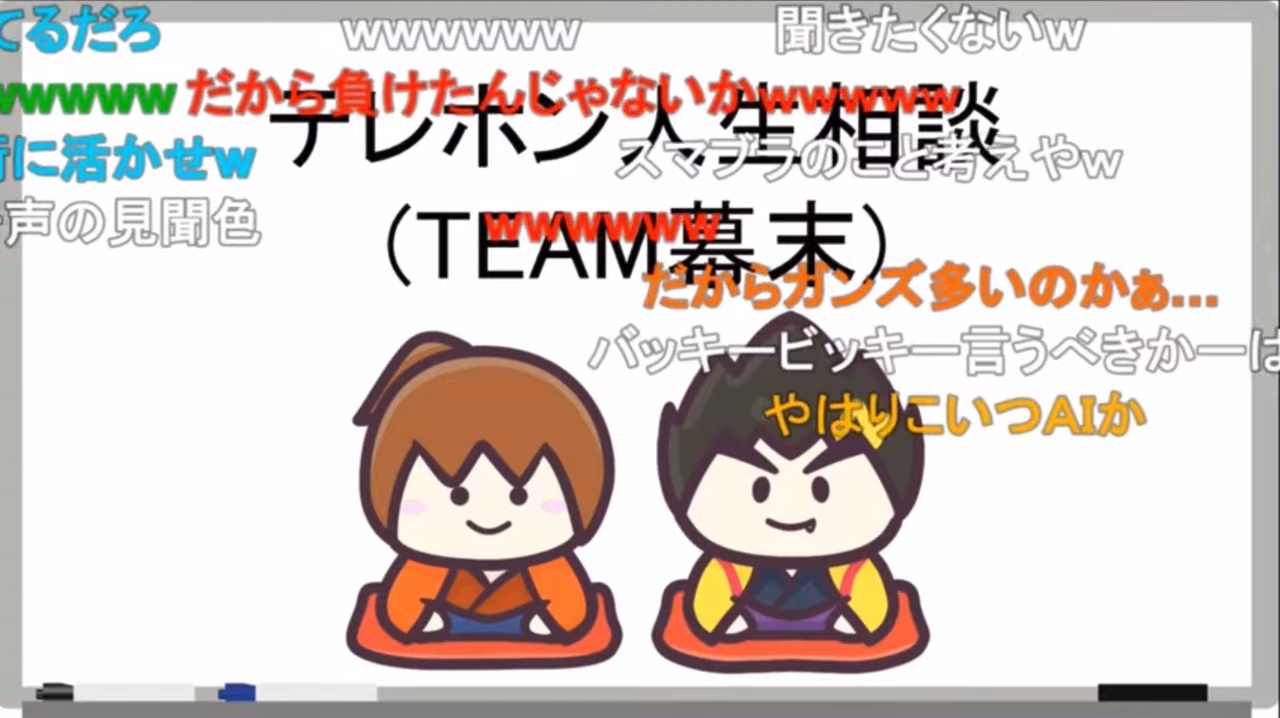 てるだろ
wwwwwww
聞きたくないw
wwwww
だから負けたんじゃないかwwwwww
テレホン人生相談
に活かせw
スマブラのこと考えやw
声の見聞色
wwwwwww
(TEAM幕末)
だからガンズ多いのかぁ...
バッキービッキー言うべきかーは
やはりこいつAIか